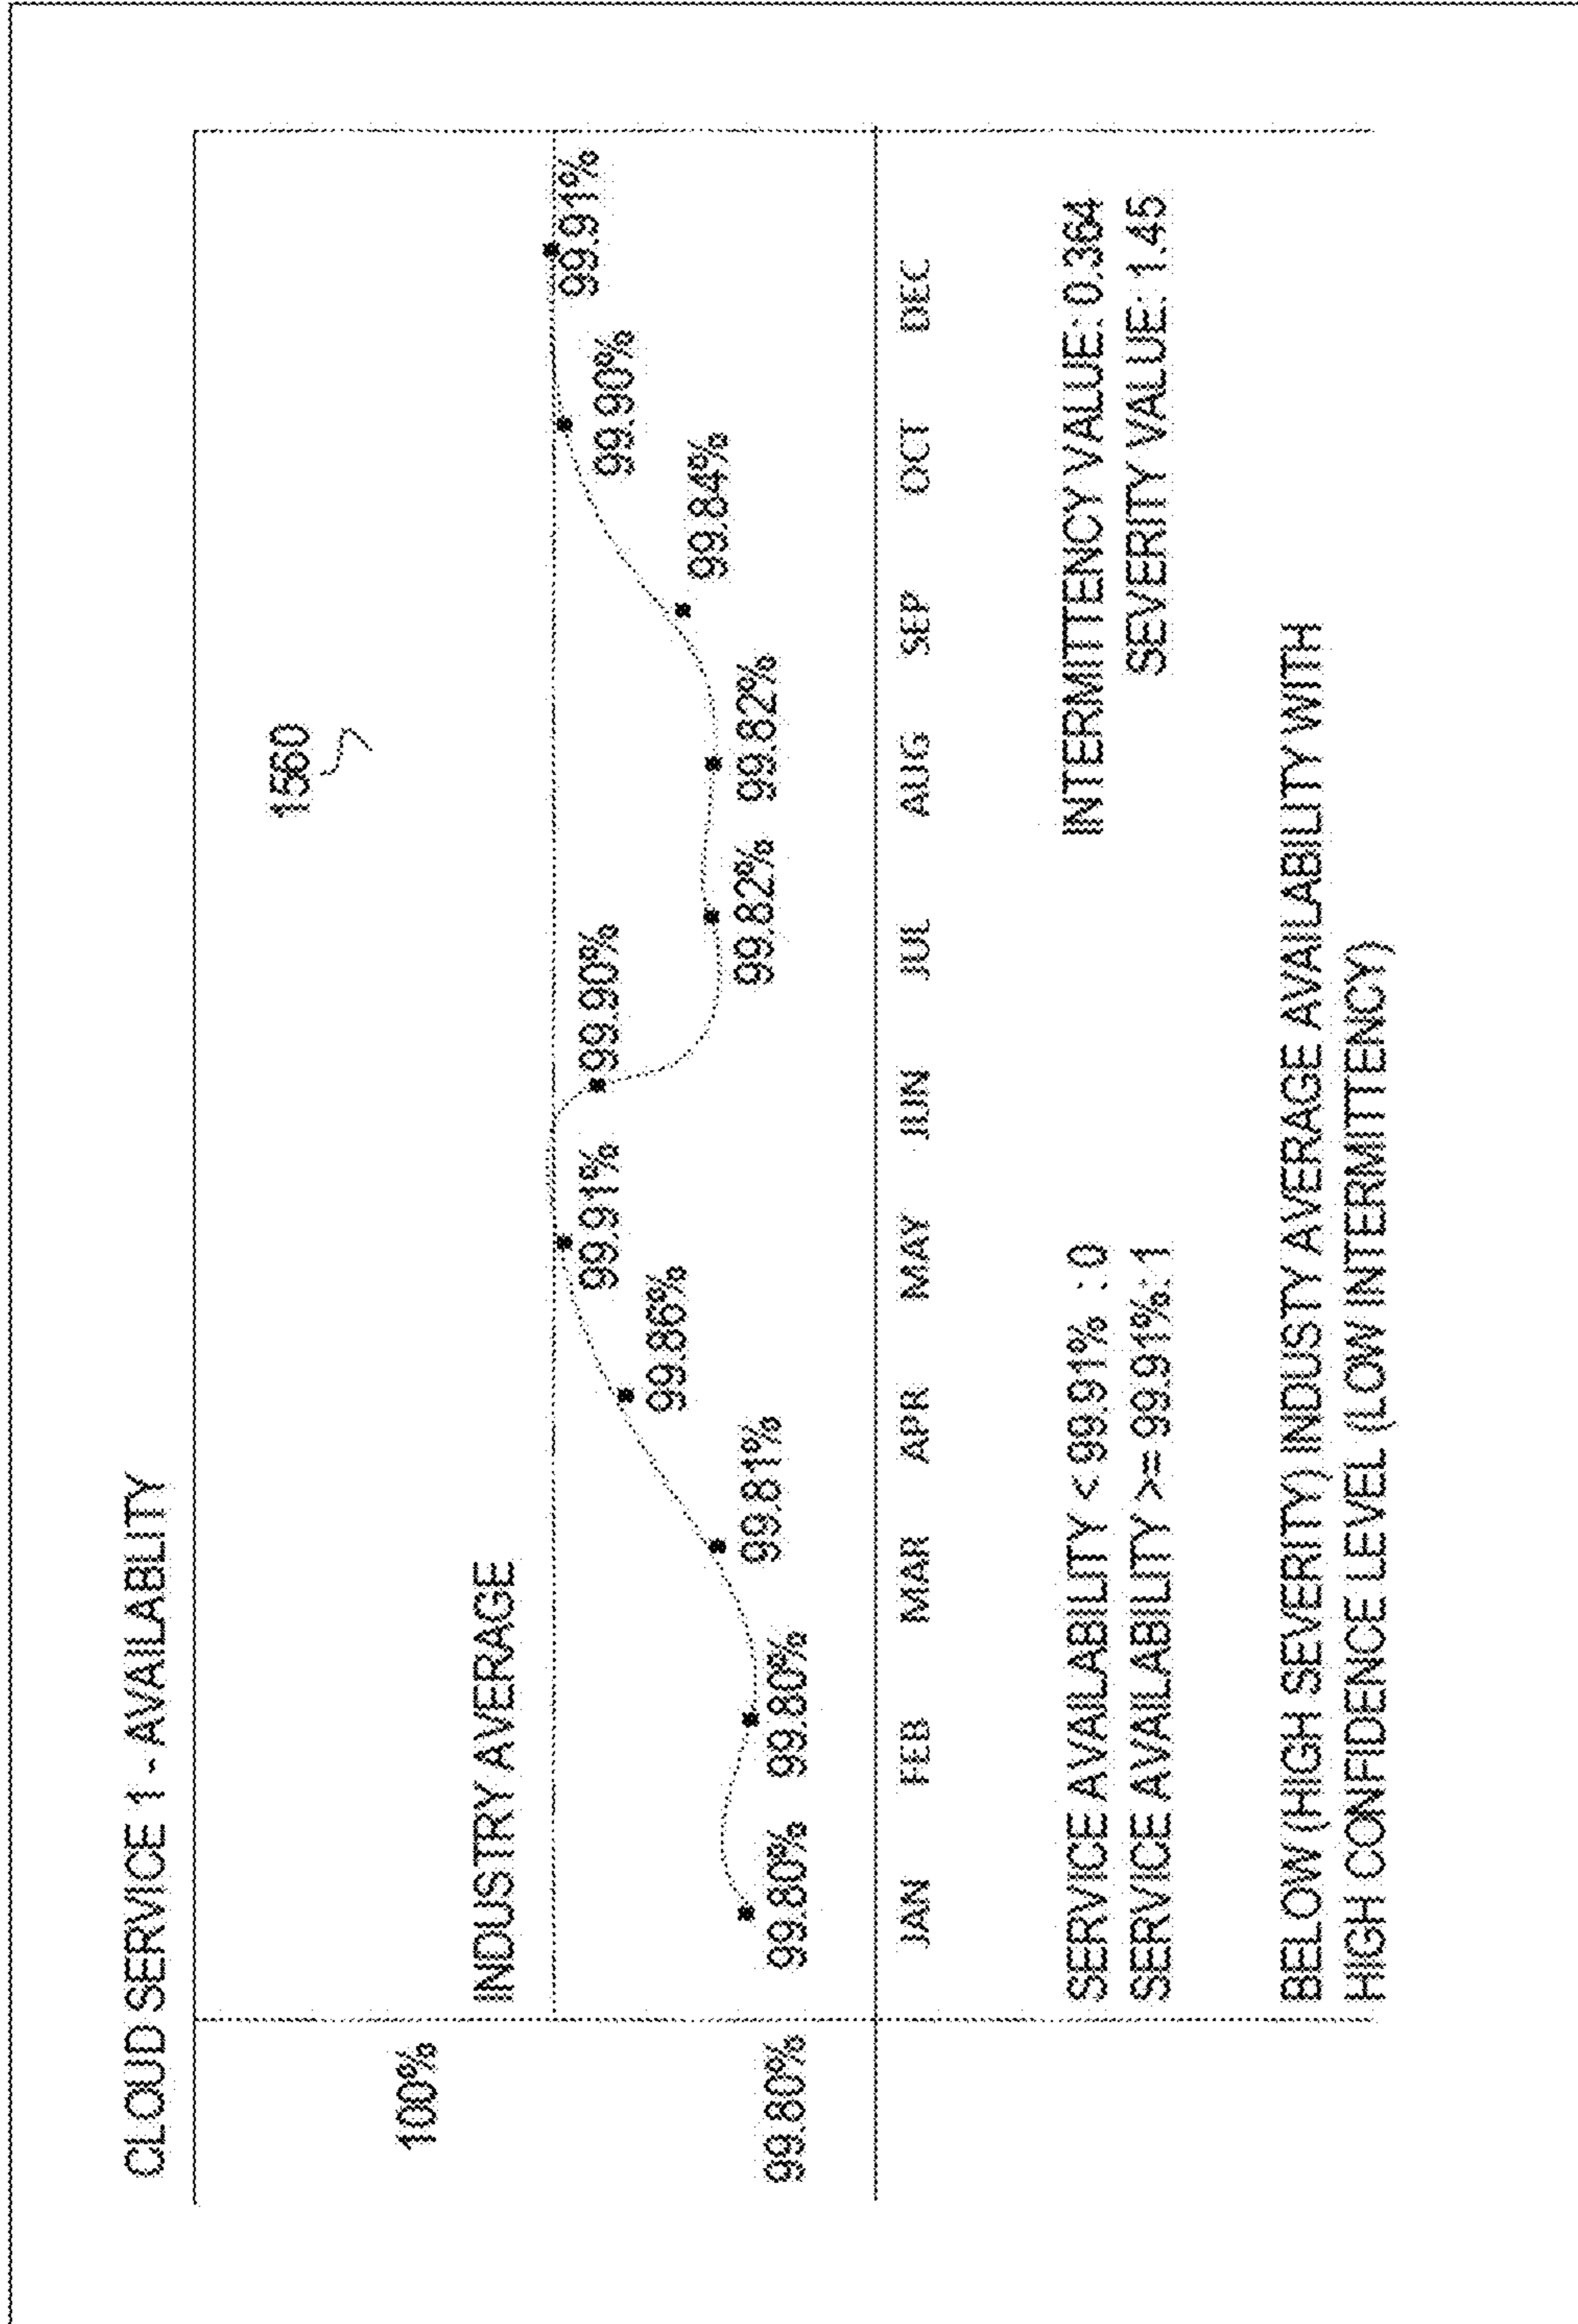 CLOUD SERVICE 1 - AVAILABLITY
1560
100%
INDUSTRY AVERAGE
99.80%
99.80% 99.80% 99.81% 99.86% 99.91% 99.90% 99.82% 99.82% 99.84% 99.90% 99.91%
JAN FEB MAR APR MAY JUN JUL AUG SEP OCT DEC
SERVICE AVAILABILITY < 99.91% : 0 INTERMITTENCY VALUE: 0.364
SERVICE AVAILABILITY >= 99.91% : 1 SEVERITY VALUE: 1.45
BELOW (HIGH SEVERITY) INDUSTY AVERAGE AVAILABILITY WITH
HIGH CONFIDENCE LEVEL (LOW INTERMITTENCY)